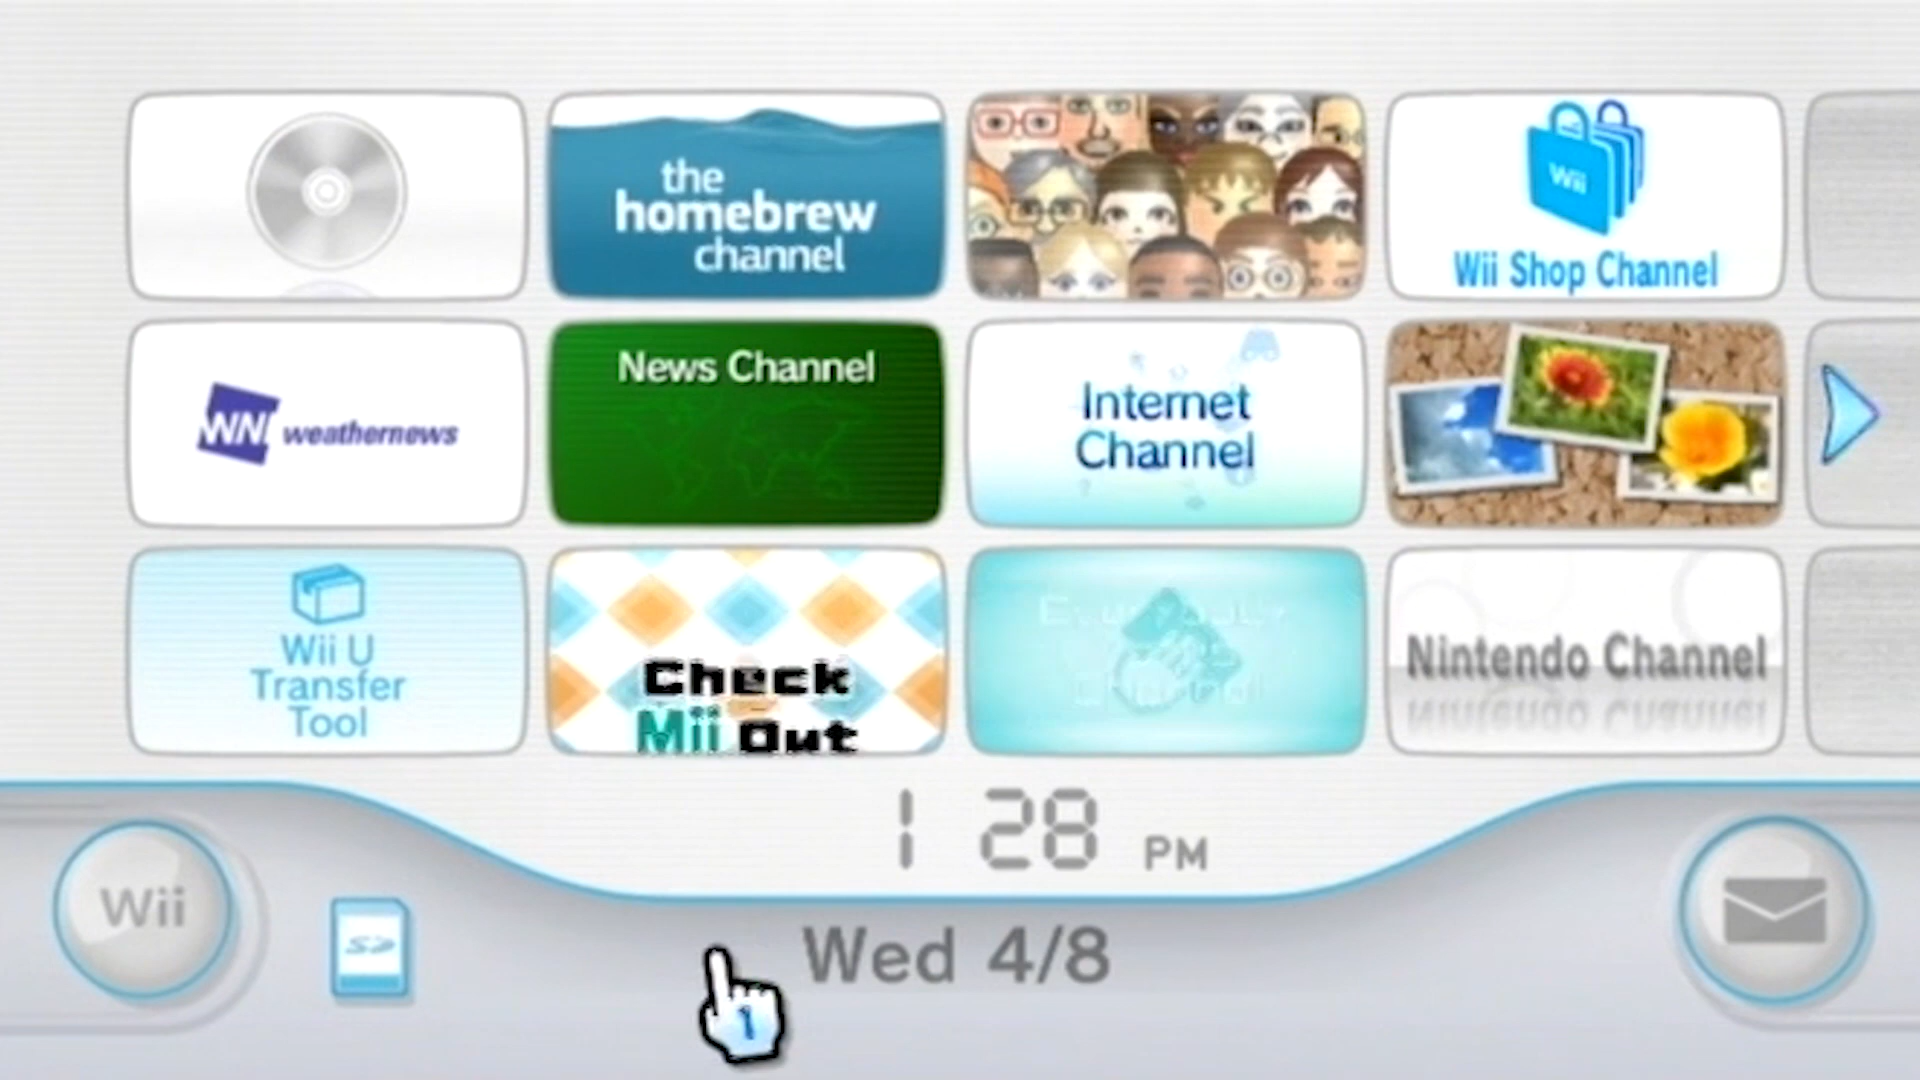 the
homebrew
channel
Wii
Wii Shop Channel
WN weathernews
News Channel
Internet
Channel
Wii U
Transfer
Tool
Check
Mii Out
Nintendo Channel
1 28 PM
Wii
SD
Wed 4/8
1